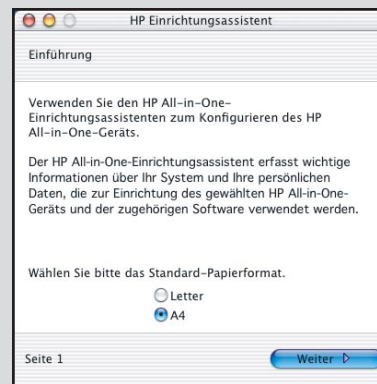 HP Einrichtungsassistent
Einführung
Verwenden Sie den HP All-in-One-
Einrichtungsassistenten zum Konfigurieren des HP
All-in-One-Geräts.
Der HP All-in-One-Einrichtungsassistent erfasst wichtige
Informationen über Ihr System und Ihre persönlichen
Daten, die zur Einrichtung des gewählten HP All-in-One-
Geräts und der zugehörigen Software verwendet werden.
Wählen Sie bitte das Standard-Papierformat.
Letter
A4
Seite 1
Weiter